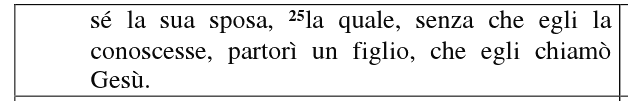 sé la sua sposa, ²⁵la quale, senza che egli la
conoscesse, partorì un figlio, che egli chiamò
Gesù.